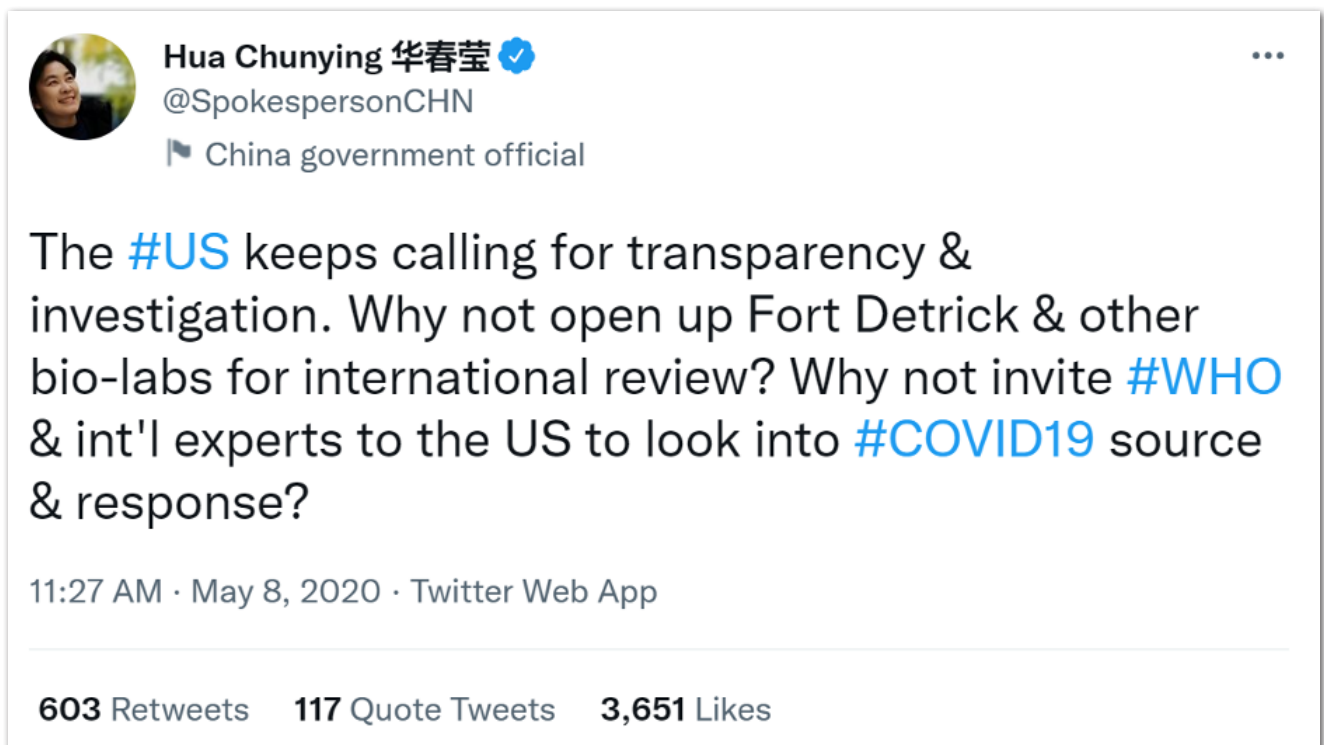 Hua Chunying 华春莹
@SpokespersonCHN
China government official
The #US keeps calling for transparency &
investigation. Why not open up Fort Detrick & other
bio-labs for international review? Why not invite #WHO
& int'l experts to the US to look into #COVID19 source
& response?
11:27 AM · May 8, 2020 · Twitter Web App
603 Retweets 117 Quote Tweets 3,651 Likes